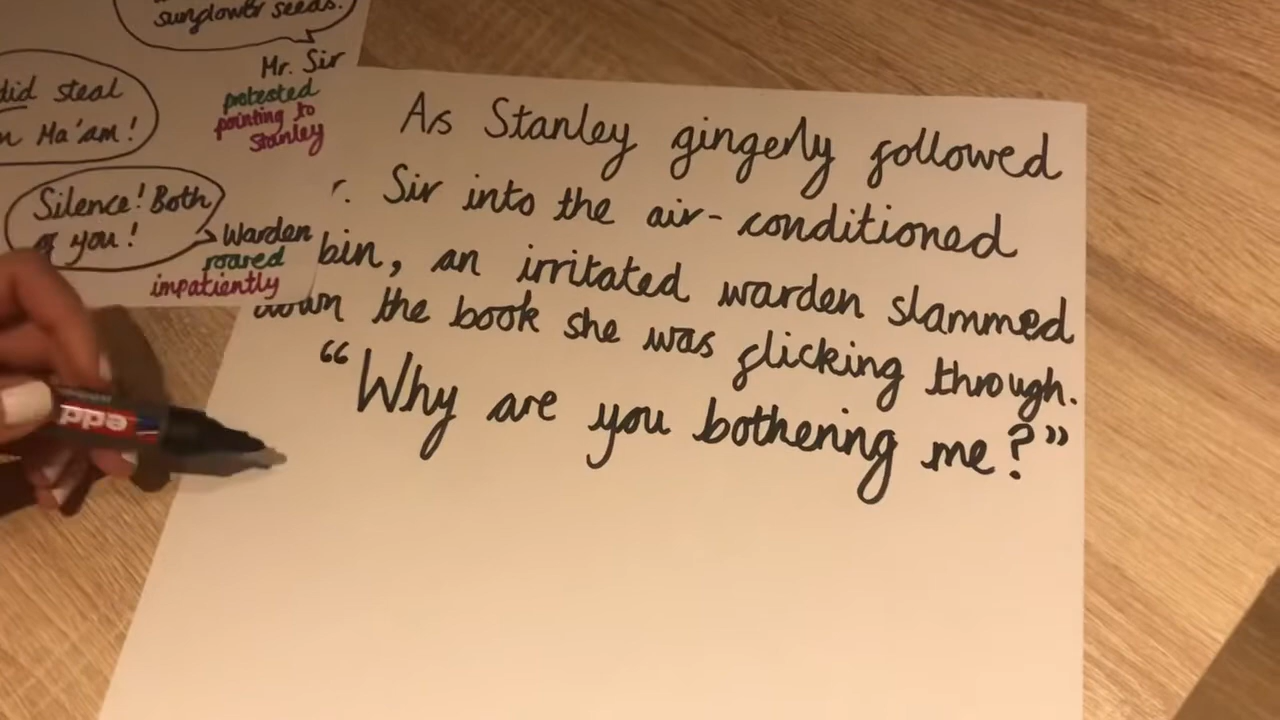 sunflower seeds.
Mr. Sir
protested
pointing to
Stanley
did steal
Ma'am!
Silence! Both
of you!
Warden
roared
impatiently
As Stanley gingerly followed
r. Sir into the air-conditioned
bin, an irritated warden slammed
down the book she was flicking through.
"Why are you bothering me?"
edd